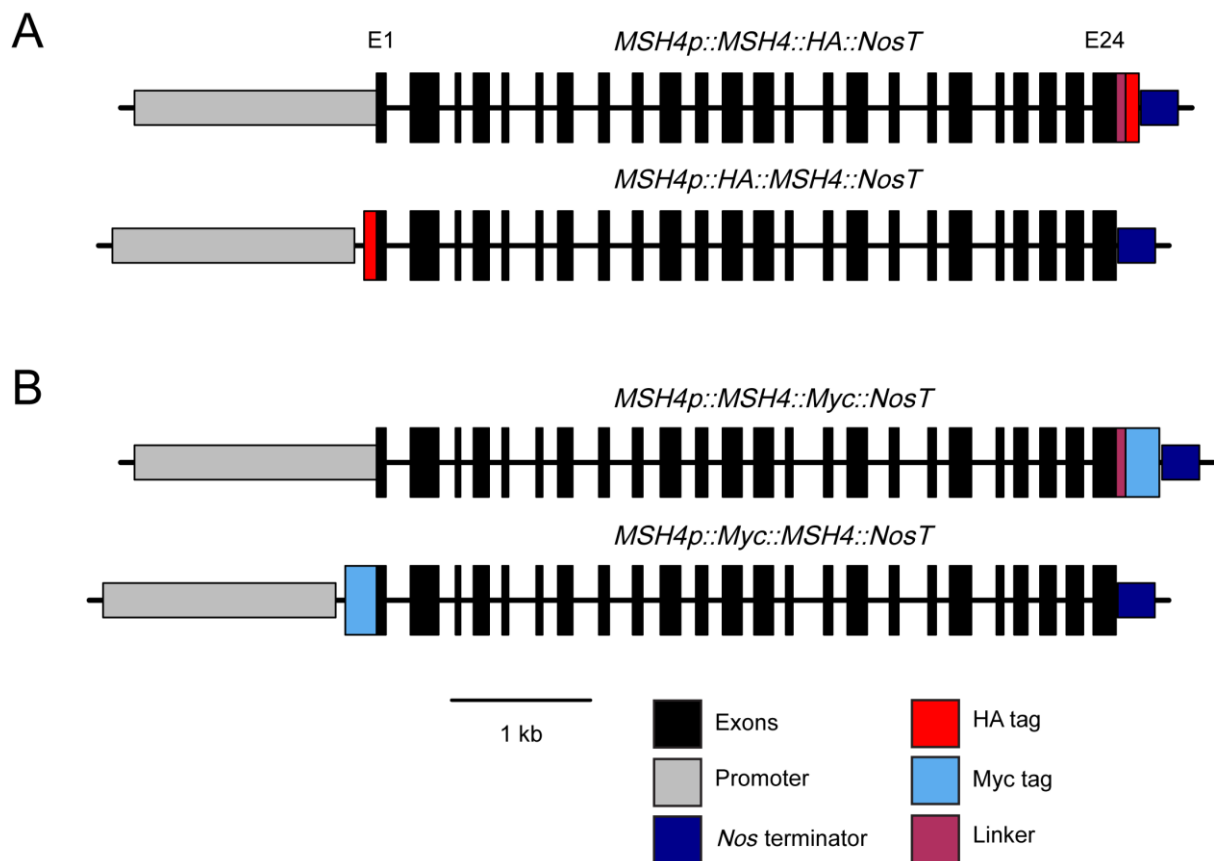 A
E1
MSH4p::MSH4::HA::NosT
E24
MSH4p::HA::MSH4::NosT
B
MSH4p::MSH4::Myc::NosT
MSH4p::Myc::MSH4::NosT
1 kb
Exons
HA tag
Promoter
Myc tag
Nos terminator
Linker